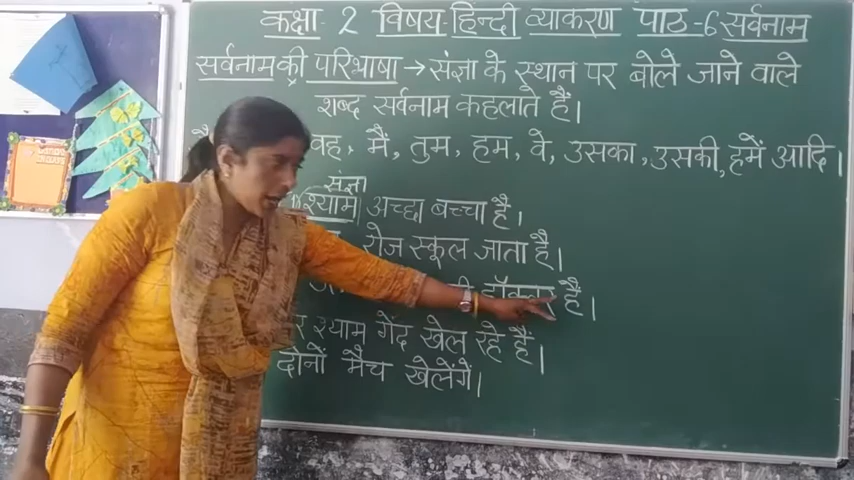 कक्षा - 2 विषय-हिन्दी व्याकरण पाठ-6 सर्वनाम
सर्वनाम की परिभाषा → संज्ञा के स्थान पर बोले जाने वाले
शब्द सर्वनाम कहलाते हैं।
वह, मैं, तुम, हम, वे, उसका, उसकी, हमें आदि।
संज्ञा
श्याम अच्छा बच्चा है।
रोज स्कूल जाता है।
डॉक्टर हैं।
श्याम गेंद खेल रहे हैं।
दोनों मैच खेलेंगे।